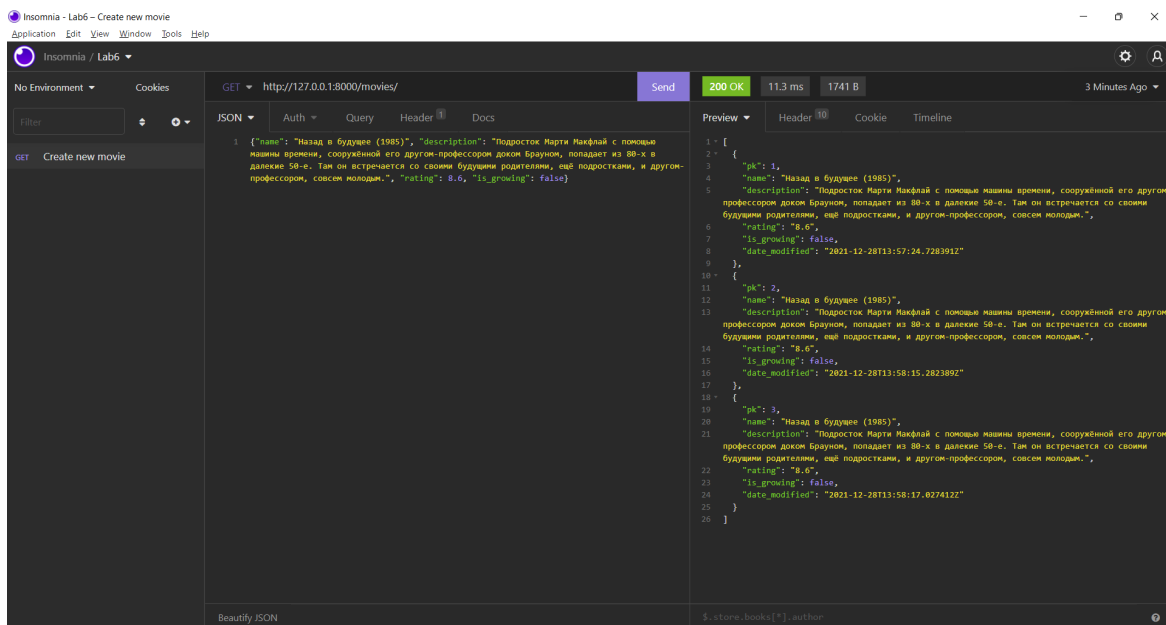 Insomnia - Lab6 – Create new movie
Application Edit View Window Tools Help
Insomnia / Lab6
No Environment Cookies
GET http://127.0.0.1:8000/movies/ Send
200 OK 11.3 ms 1741 B 3 Minutes Ago
Filter
JSON Auth Query Header 1 Docs
Preview Header 10 Cookie Timeline
GET Create new movie
1 {"name": "Назад в будущее (1985)", "description": "Подросток Марти Макфлай с помощью
машины времени, сооружённой его другом-профессором доком Брауном, попадает из 80-х в
далекие 50-е. Там он встречается со своими будущими родителями, ещё подростками, и другом-
профессором, совсем молодым.", "rating": 8.6, "is_growing": false}
1 [
2 {
3 "pk": 1,
4 "name": "Назад в будущее (1985)",
5 "description": "Подросток Марти Макфлай с помощью машины времени, сооружённой его другом
профессором доком Брауном, попадает из 80-х в далекие 50-е. Там он встречается со своими
будущими родителями, ещё подростками, и другом-профессором, совсем молодым.",
6 "rating": "8.6",
7 "is_growing": false,
8 "date_modified": "2021-12-28T13:57:24.728391Z"
9 },
10 {
11 "pk": 2,
12 "name": "Назад в будущее (1985)",
13 "description": "Подросток Марти Макфлай с помощью машины времени, сооружённой его другом
профессором доком Брауном, попадает из 80-х в далекие 50-е. Там он встречается со своими
будущими родителями, ещё подростками, и другом-профессором, совсем молодым.",
14 "rating": "8.6",
15 "is_growing": false,
16 "date_modified": "2021-12-28T13:58:15.282389Z"
17 },
18 {
19 "pk": 3,
20 "name": "Назад в будущее (1985)",
21 "description": "Подросток Марти Макфлай с помощью машины времени, сооружённой его другом
профессором доком Брауном, попадает из 80-х в далекие 50-е. Там он встречается со своими
будущими родителями, ещё подростками, и другом-профессором, совсем молодым.",
22 "rating": "8.6",
23 "is_growing": false,
24 "date_modified": "2021-12-28T13:58:17.027412Z"
25 }
26 ]
Beautify JSON
$.store.books[*].author